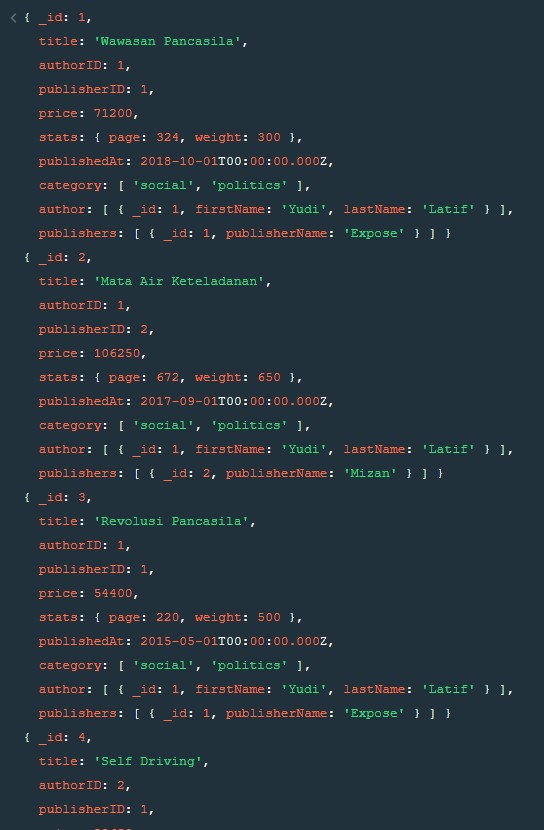 { _id: 1,
title: 'Wawasan Pancasila',
authorID: 1,
publisherID: 1,
price: 71200,
stats: { page: 324, weight: 300 },
publishedAt: 2018-10-01T00:00:00.000Z,
category: [ 'social', 'politics' ],
author: [ { _id: 1, firstName: 'Yudi', lastName: 'Latif' } ],
publishers: [ { _id: 1, publisherName: 'Expose' } ] }
{ _id: 2,
title: 'Mata Air Keteladanan',
authorID: 1,
publisherID: 2,
price: 106250,
stats: { page: 672, weight: 650 },
publishedAt: 2017-09-01T00:00:00.000Z,
category: [ 'social', 'politics' ],
author: [ { _id: 1, firstName: 'Yudi', lastName: 'Latif' } ],
publishers: [ { _id: 2, publisherName: 'Mizan' } ] }
{ _id: 3,
title: 'Revolusi Pancasila',
authorID: 1,
publisherID: 1,
price: 54400,
stats: { page: 220, weight: 500 },
publishedAt: 2015-05-01T00:00:00.000Z,
category: [ 'social', 'politics' ],
author: [ { _id: 1, firstName: 'Yudi', lastName: 'Latif' } ],
publishers: [ { _id: 1, publisherName: 'Expose' } ] }
{ _id: 4,
title: 'Self Driving',
authorID: 2,
publisherID: 1,